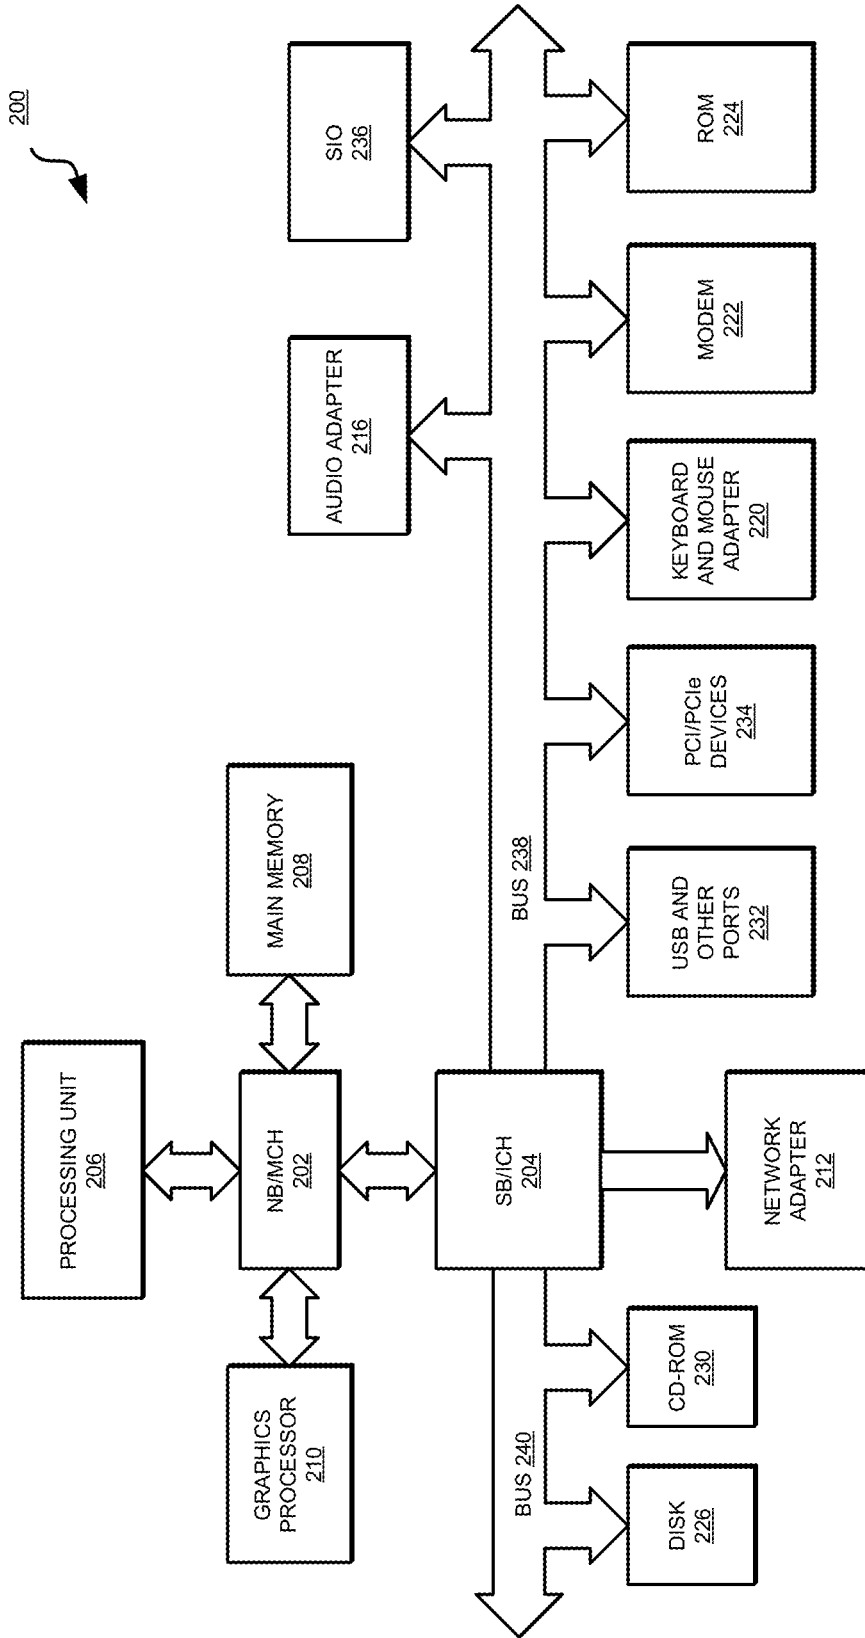 200
PROCESSING UNIT
206
GRAPHICS
PROCESSOR
210
NB/MCH
202
MAIN MEMORY
208
AUDIO ADAPTER
216
SIO
236
SB/ICH
204
BUS 240
BUS 238
DISK
226
CD-ROM
230
NETWORK
ADAPTER
212
USB AND
OTHER
PORTS
232
PCI/PCIe
DEVICES
234
KEYBOARD
AND MOUSE
ADAPTER
220
MODEM
222
ROM
224